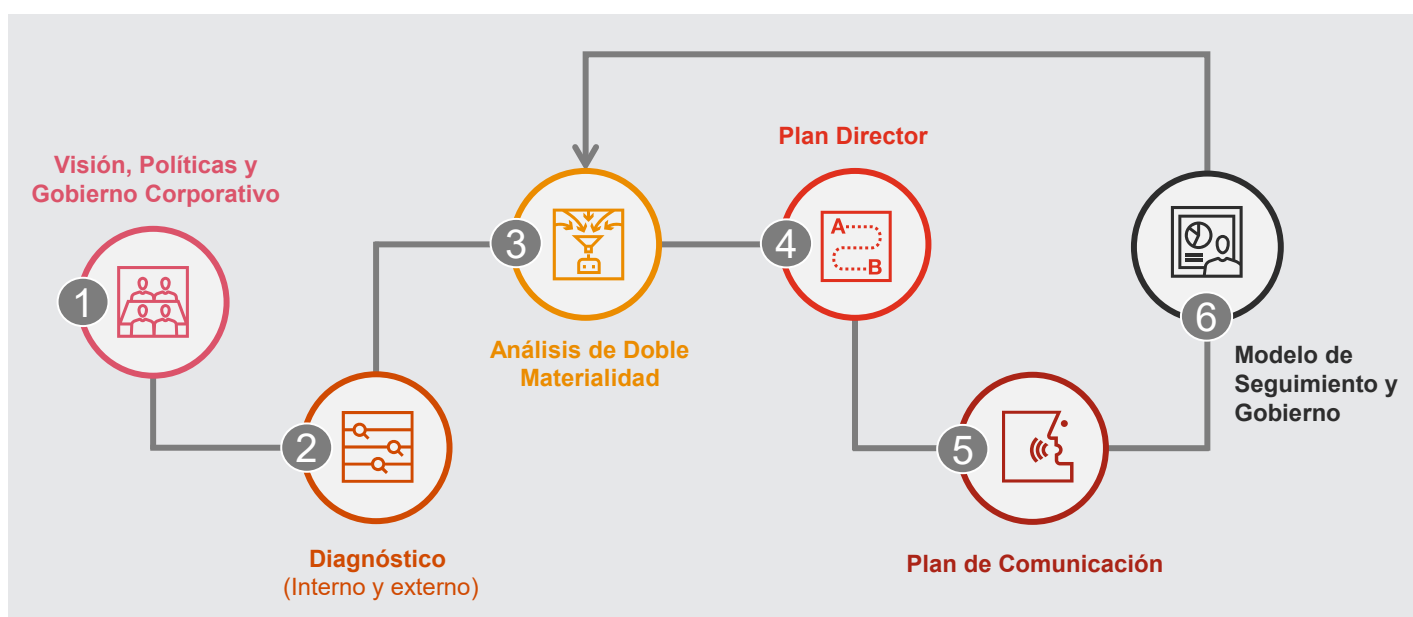 1
Visión, Políticas y
Gobierno Corporativo
2
Diagnóstico
(Interno y externo)
3
Análisis de Doble
Materialidad
4
Plan Director
A
B
5
Plan de Comunicación
6
Modelo de
Seguimiento y
Gobierno